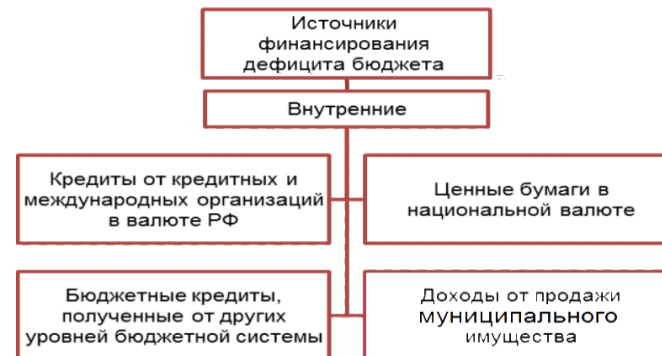 Источники
финансирования
дефицита бюджета
Внутренние
Кредиты от кредитных и
международных организаций
в валюте РФ
Ценные бумаги в
национальной валюте
Бюджетные кредиты,
полученные от других
уровней бюджетной системы
Доходы от продажи
муниципального
имущества